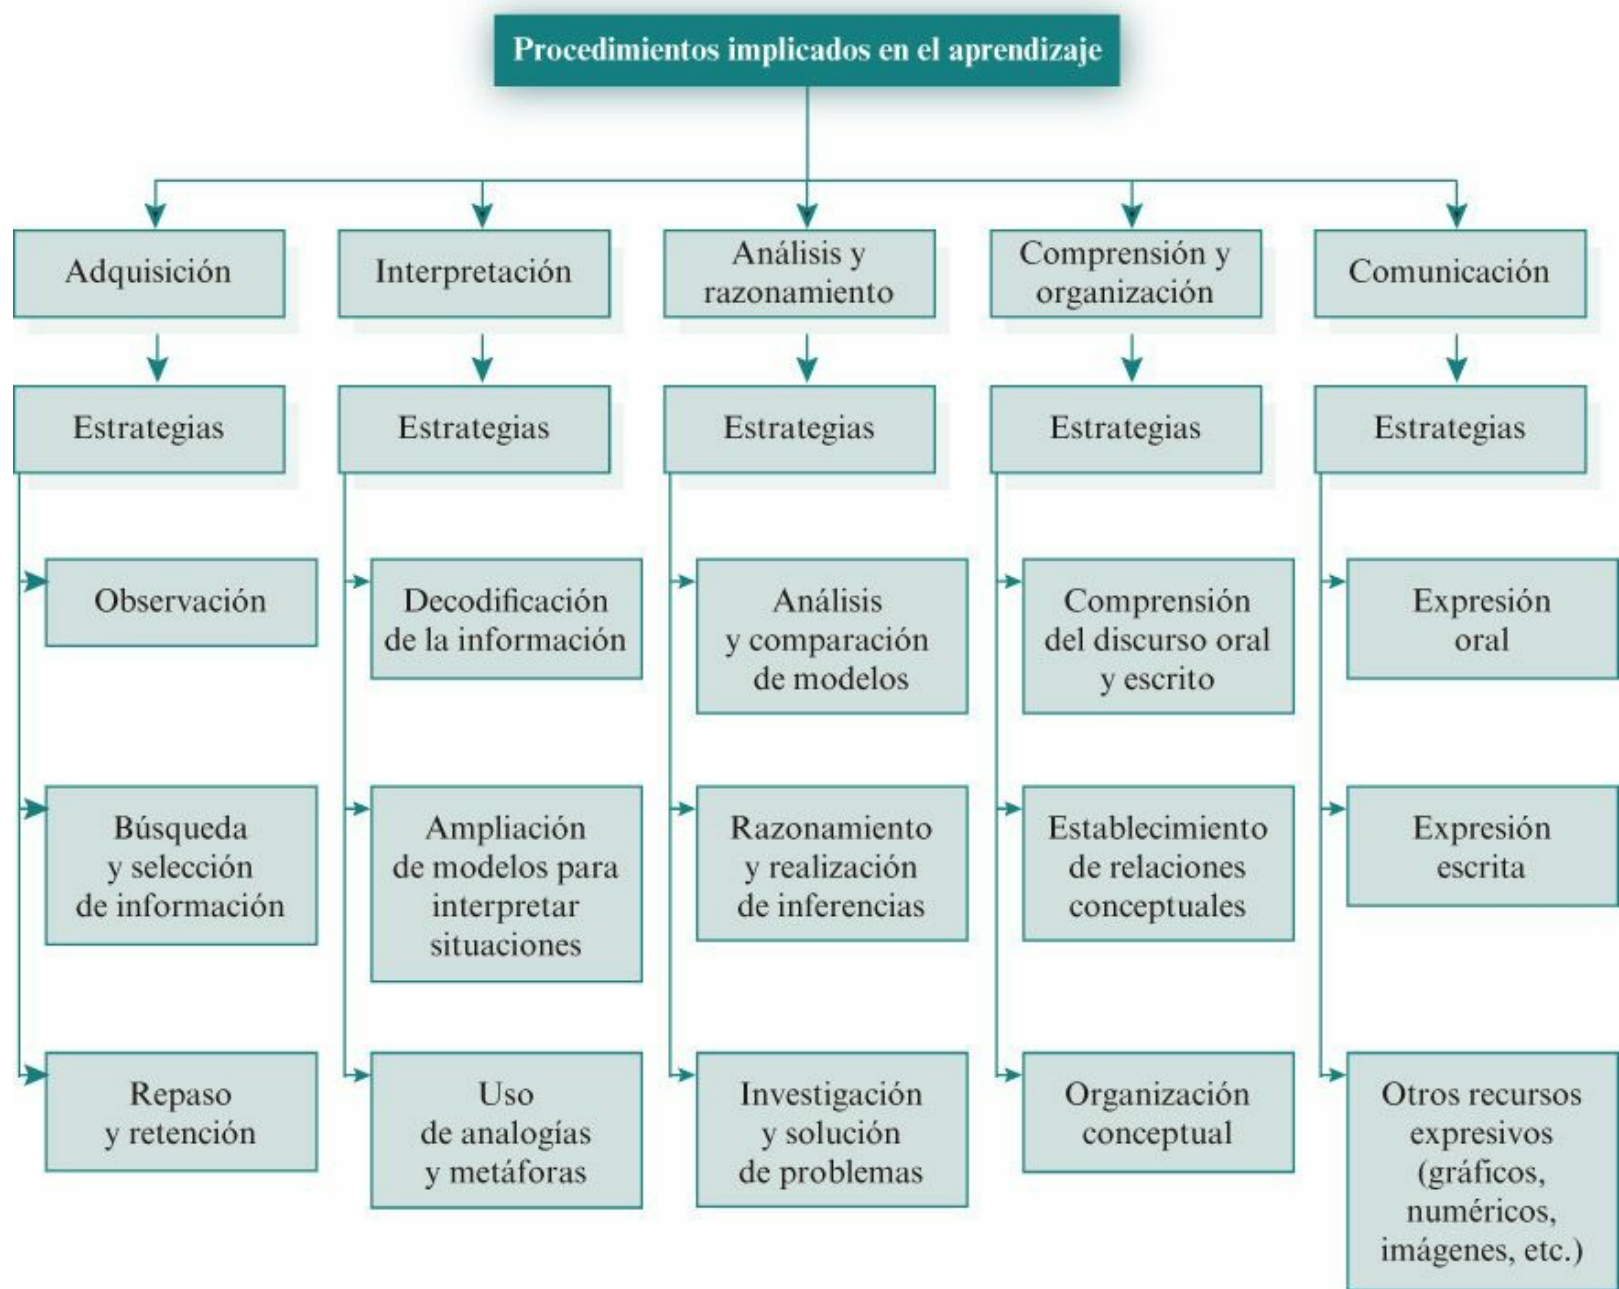 Procedimientos implicados en el aprendizaje
Adquisición
Interpretación
Análisis y
razonamiento
Comprensión y
organización
Comunicación
Estrategias
Estrategias
Estrategias
Estrategias
Estrategias
Observación
Decodificación
de la información
Análisis
y comparación
de modelos
Comprensión
del discurso oral
y escrito
Expresión
oral
Búsqueda
y selección
de información
Ampliación
de modelos para
interpretar
situaciones
Razonamiento
y realización
de inferencias
Establecimiento
de relaciones
conceptuales
Expresión
escrita
Repaso
y retención
Uso
de analogías
y metáforas
Investigación
y solución
de problemas
Organización
conceptual
Otros recursos
expresivos
(gráficos,
numéricos,
imágenes, etc.)